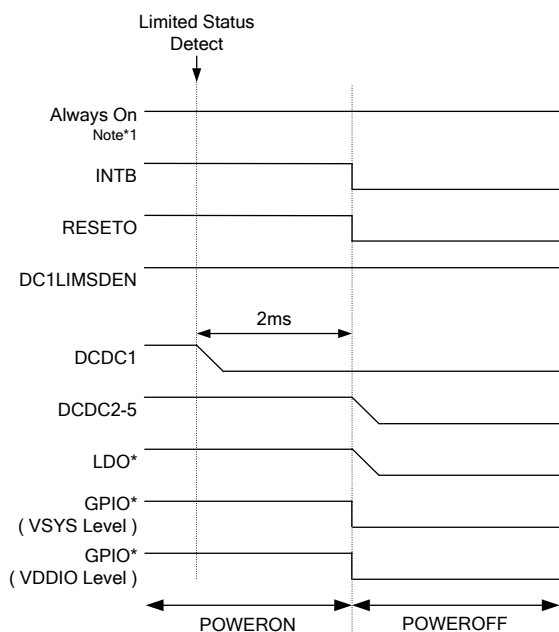 Limited Status
Detect
Always On
Note*1
INTB
RESETO
DC1LIMSDEN
2ms
DCDC1
DCDC2-5
LDO*
GPIO*
( VSYS Level )
GPIO*
( VDDIO Level )
POWERON
POWEROFF